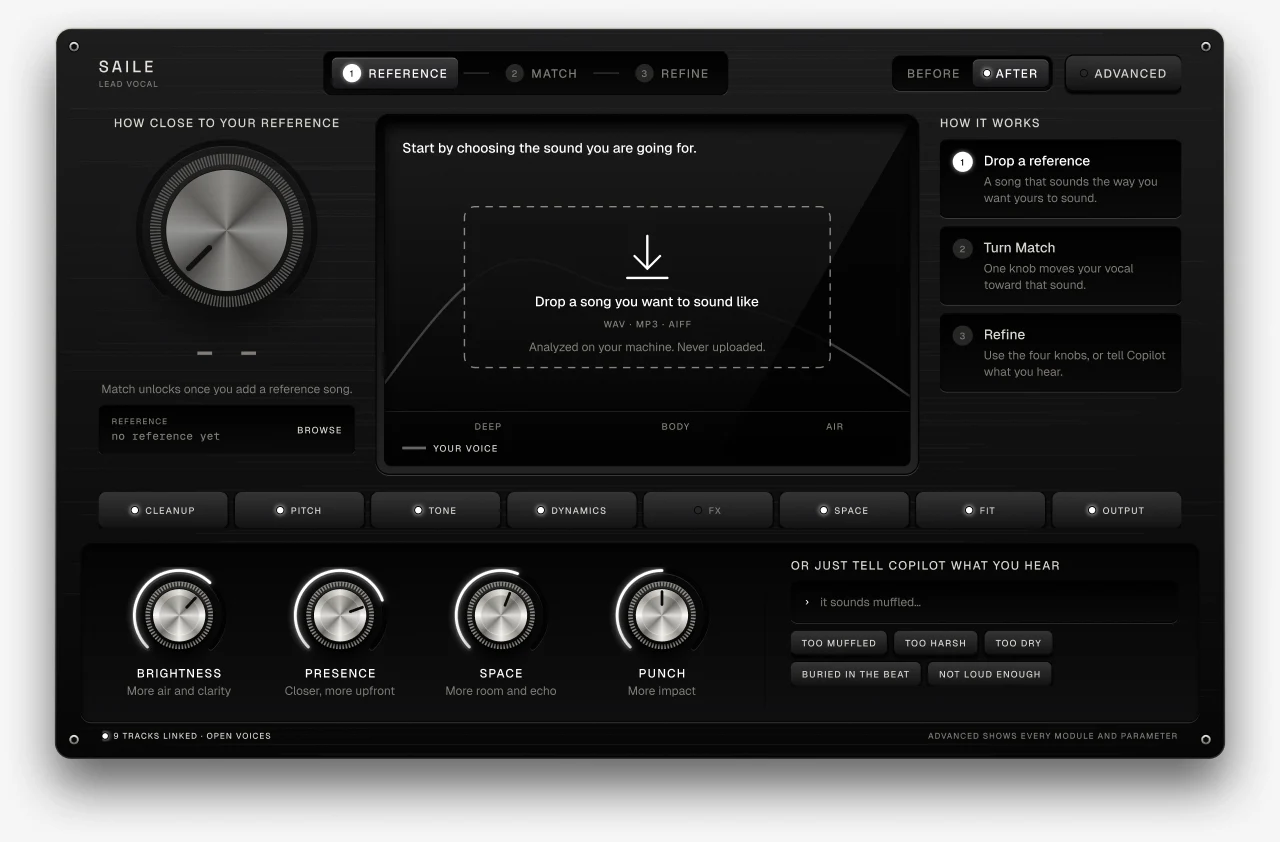 SAILE
LEAD VOCAL
1 REFERENCE
2 MATCH
3 REFINE
BEFORE
AFTER
ADVANCED
HOW CLOSE TO YOUR REFERENCE
– –
Match unlocks once you add a reference song.
REFERENCE
no reference yet
BROWSE
Start by choosing the sound you are going for.
Drop a song you want to sound like
WAV · MP3 · AIFF
Analyzed on your machine. Never uploaded.
DEEP
BODY
AIR
YOUR VOICE
HOW IT WORKS
1 Drop a reference
A song that sounds the way you
want yours to sound.
2 Turn Match
One knob moves your vocal
toward that sound.
3 Refine
Use the four knobs, or tell Copilot
what you hear.
CLEANUP
PITCH
TONE
DYNAMICS
FX
SPACE
FIT
OUTPUT
BRIGHTNESS
More air and clarity
PRESENCE
Closer, more upfront
SPACE
More room and echo
PUNCH
More impact
OR JUST TELL COPILOT WHAT YOU HEAR
› it sounds muffled…
TOO MUFFLED
TOO HARSH
TOO DRY
BURIED IN THE BEAT
NOT LOUD ENOUGH
9 TRACKS LINKED · OPEN VOICES
ADVANCED SHOWS EVERY MODULE AND PARAMETER